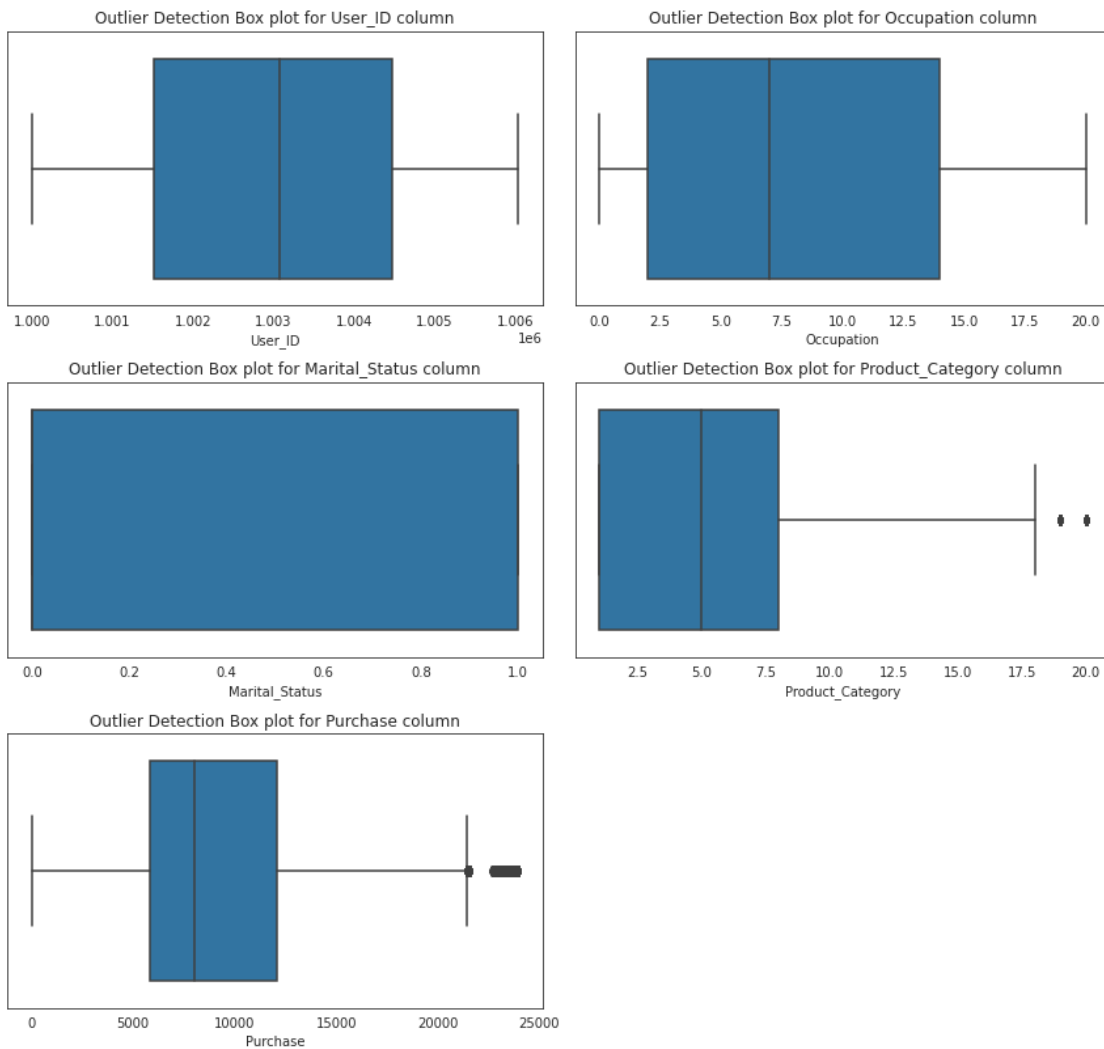 Outlier Detection Box plot for User_ID column
1.000 1.001 1.002 1.003 1.004 1.005 1.006
1e6
User_ID
Outlier Detection Box plot for Occupation column
0.0 2.5 5.0 7.5 10.0 12.5 15.0 17.5 20.0
Occupation
Outlier Detection Box plot for Marital_Status column
0.0 0.2 0.4 0.6 0.8 1.0
Marital_Status
Outlier Detection Box plot for Product_Category column
2.5 5.0 7.5 10.0 12.5 15.0 17.5 20.0
Product_Category
Outlier Detection Box plot for Purchase column
0 5000 10000 15000 20000 25000
Purchase